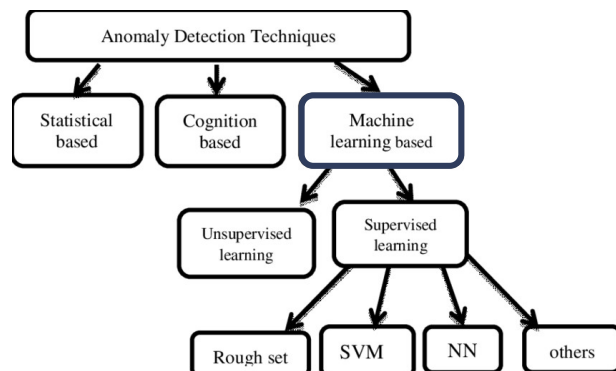 Anomaly Detection Techniques
Statistical
based
Cognition
based
Machine
learning based
Unsupervised
learning
Supervised
learning
Rough set
SVM
NN
others